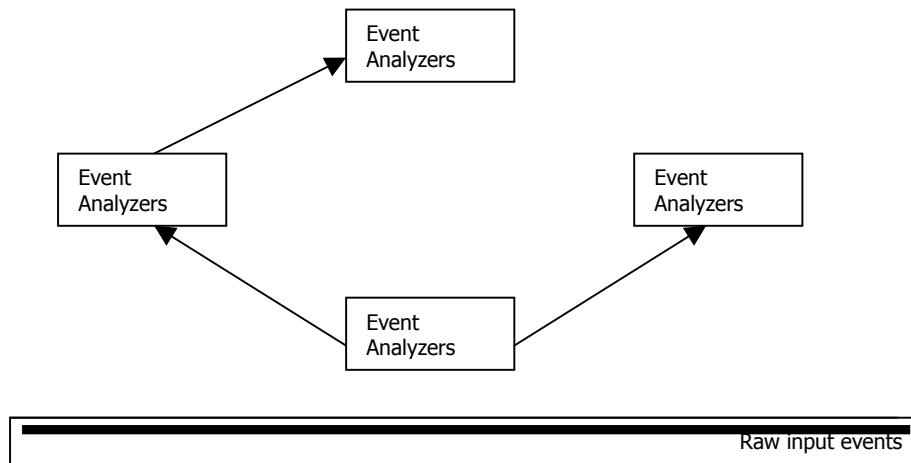 Event
Analyzers
Event
Analyzers
Event
Analyzers
Event
Analyzers
Raw input events